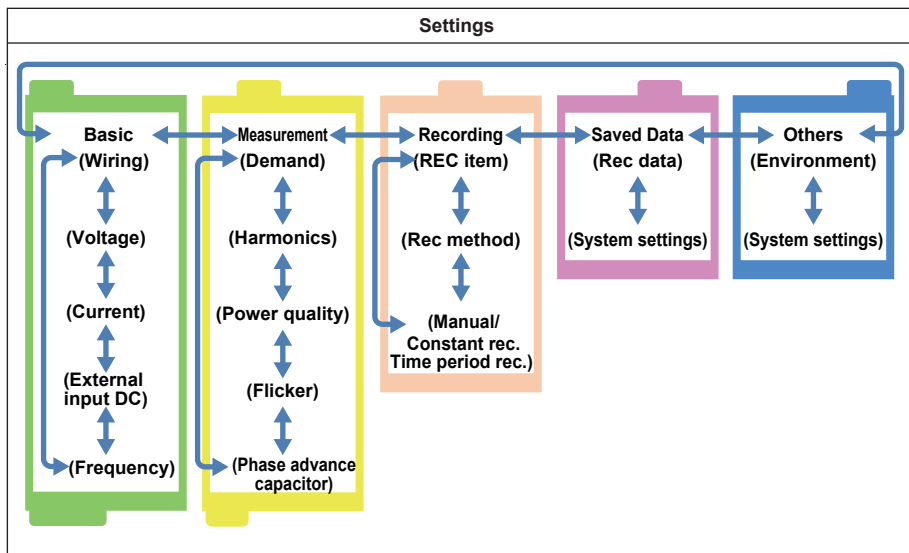 Settings
Basic
(Wiring)
(Voltage)
(Current)
(External
input DC)
(Frequency)
Measurement
(Demand)
(Harmonics)
(Power quality)
(Flicker)
(Phase advance
capacitor)
Recording
(REC item)
(Rec method)
(Manual/
Constant rec.
Time period rec.)
Saved Data
(Rec data)
(System settings)
Others
(Environment)
(System settings)